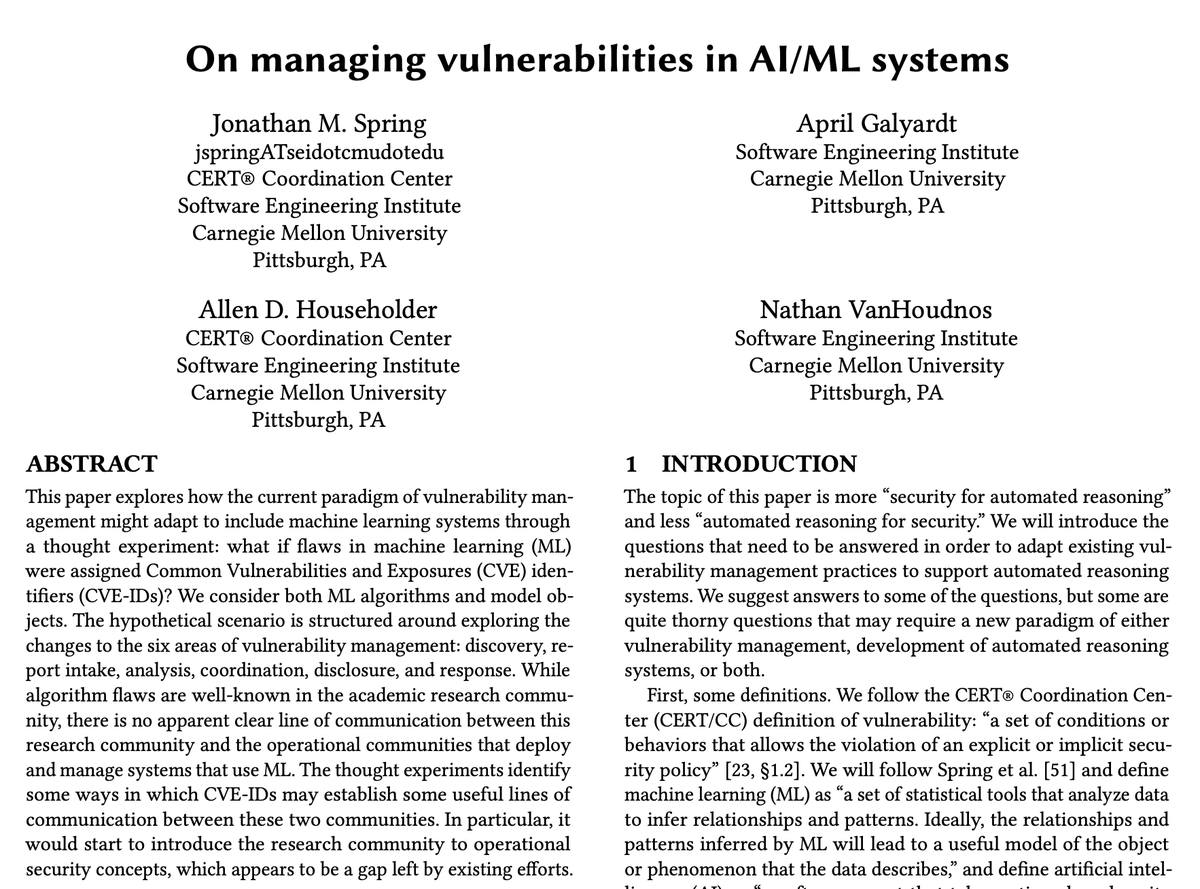 On managing vulnerabilities in AI/ML systems
Jonathan M. Spring
jspringATseidotcmudotedu
CERT® Coordination Center
Software Engineering Institute
Carnegie Mellon University
Pittsburgh, PA
April Galyardt
Software Engineering Institute
Carnegie Mellon University
Pittsburgh, PA
Allen D. Householder
CERT® Coordination Center
Software Engineering Institute
Carnegie Mellon University
Pittsburgh, PA
Nathan VanHoudnos
Software Engineering Institute
Carnegie Mellon University
Pittsburgh, PA
ABSTRACT
This paper explores how the current paradigm of vulnerability man-
agement might adapt to include machine learning systems through
a thought experiment: what if flaws in machine learning (ML)
were assigned Common Vulnerabilities and Exposures (CVE) iden-
tifiers (CVE-IDs)? We consider both ML algorithms and model ob-
jects. The hypothetical scenario is structured around exploring the
changes to the six areas of vulnerability management: discovery, re-
port intake, analysis, coordination, disclosure, and response. While
algorithm flaws are well-known in the academic research commu-
nity, there is no apparent clear line of communication between this
research community and the operational communities that deploy
and manage systems that use ML. The thought experiments identify
some ways in which CVE-IDs may establish some useful lines of
communication between these two communities. In particular, it
would start to introduce the research community to operational
security concepts, which appears to be a gap left by existing efforts.
1 INTRODUCTION
The topic of this paper is more “security for automated reasoning”
and less “automated reasoning for security.” We will introduce the
questions that need to be answered in order to adapt existing vul-
nerability management practices to support automated reasoning
systems. We suggest answers to some of the questions, but some are
quite thorny questions that may require a new paradigm of either
vulnerability management, development of automated reasoning
systems, or both.
First, some definitions. We follow the CERT® Coordination Cen-
ter (CERT/CC) definition of vulnerability: “a set of conditions or
behaviors that allows the violation of an explicit or implicit secu-
rity policy” [23, §1.2]. We will follow Spring et al. [51] and define
machine learning (ML) as “a set of statistical tools that analyze data
to infer relationships and patterns. Ideally, the relationships and
patterns inferred by ML will lead to a useful model of the object
or phenomenon that the data describes,” and define artificial intel-